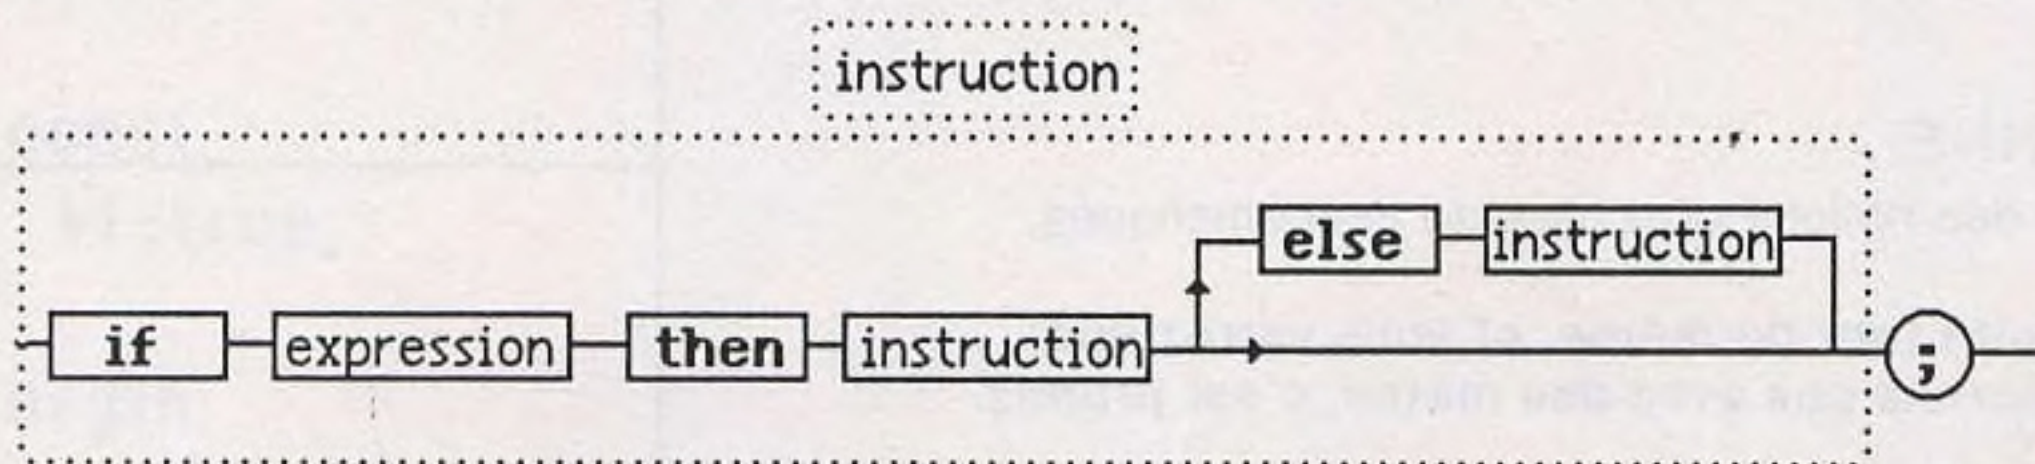 instruction
else instruction
if expression then instruction ;